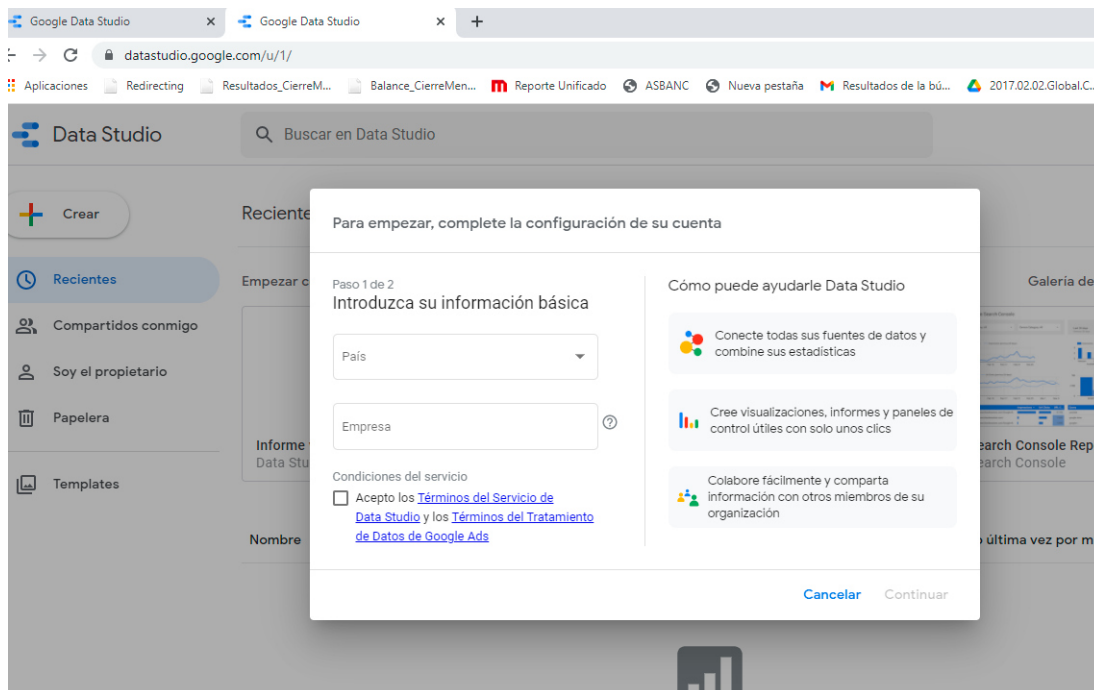 Google Data Studio
Google Data Studio
datastudio.google.com/u/1/
Aplicaciones Redirecting Resultados_CierreM... Balance_CierreMen... Reporte Unificado ASBANC Nueva pestaña Resultados de la bú... 2017.02.02.Global.C...
Data Studio
Buscar en Data Studio
Crear
Recientes
Compartidos conmigo
Soy el propietario
Papelera
Templates
Reciente
Empezar c
Galería de
Informe
Data Stu
earch Console Rep
earch Console
Nombre
última vez por m
Para empezar, complete la configuración de su cuenta
Paso 1 de 2
Introduzca su información básica
País
Empresa
Condiciones del servicio
Acepto los Términos del Servicio de
Data Studio y los Términos del Tratamiento
de Datos de Google Ads
Cómo puede ayudarle Data Studio
Conecte todas sus fuentes de datos y
combine sus estadísticas
Cree visualizaciones, informes y paneles de
control útiles con solo unos clics
Colabore fácilmente y comparta
información con otros miembros de su
organización
Cancelar
Continuar